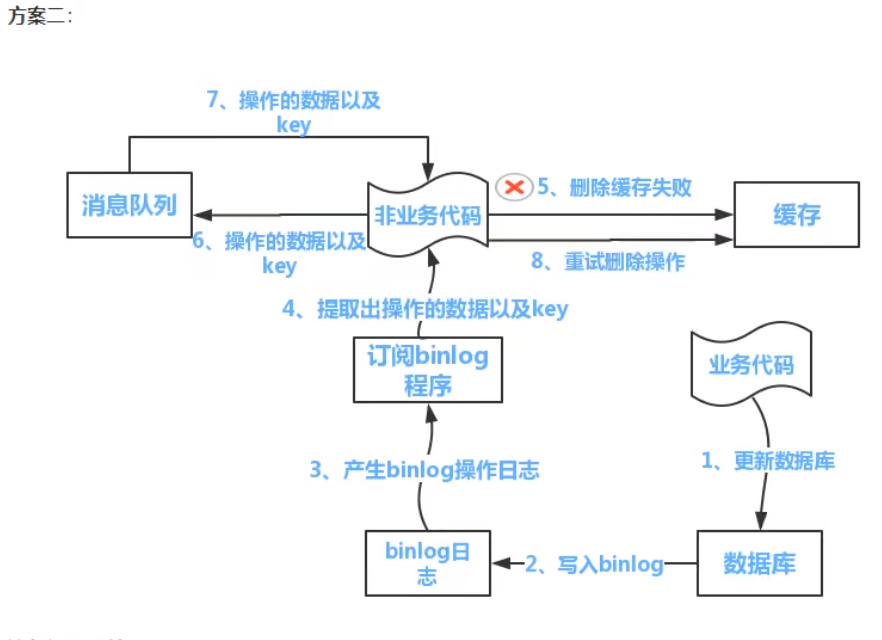 方案二：
7、操作的数据以及
key
消息队列
非业务代码
5、删除缓存失败
缓存
6、操作的数据以及
key
8、重试删除操作
4、提取出操作的数据以及key
订阅binlog
程序
业务代码
3、产生binlog操作日志
1、更新数据库
binlog日
志
2、写入binlog
数据库